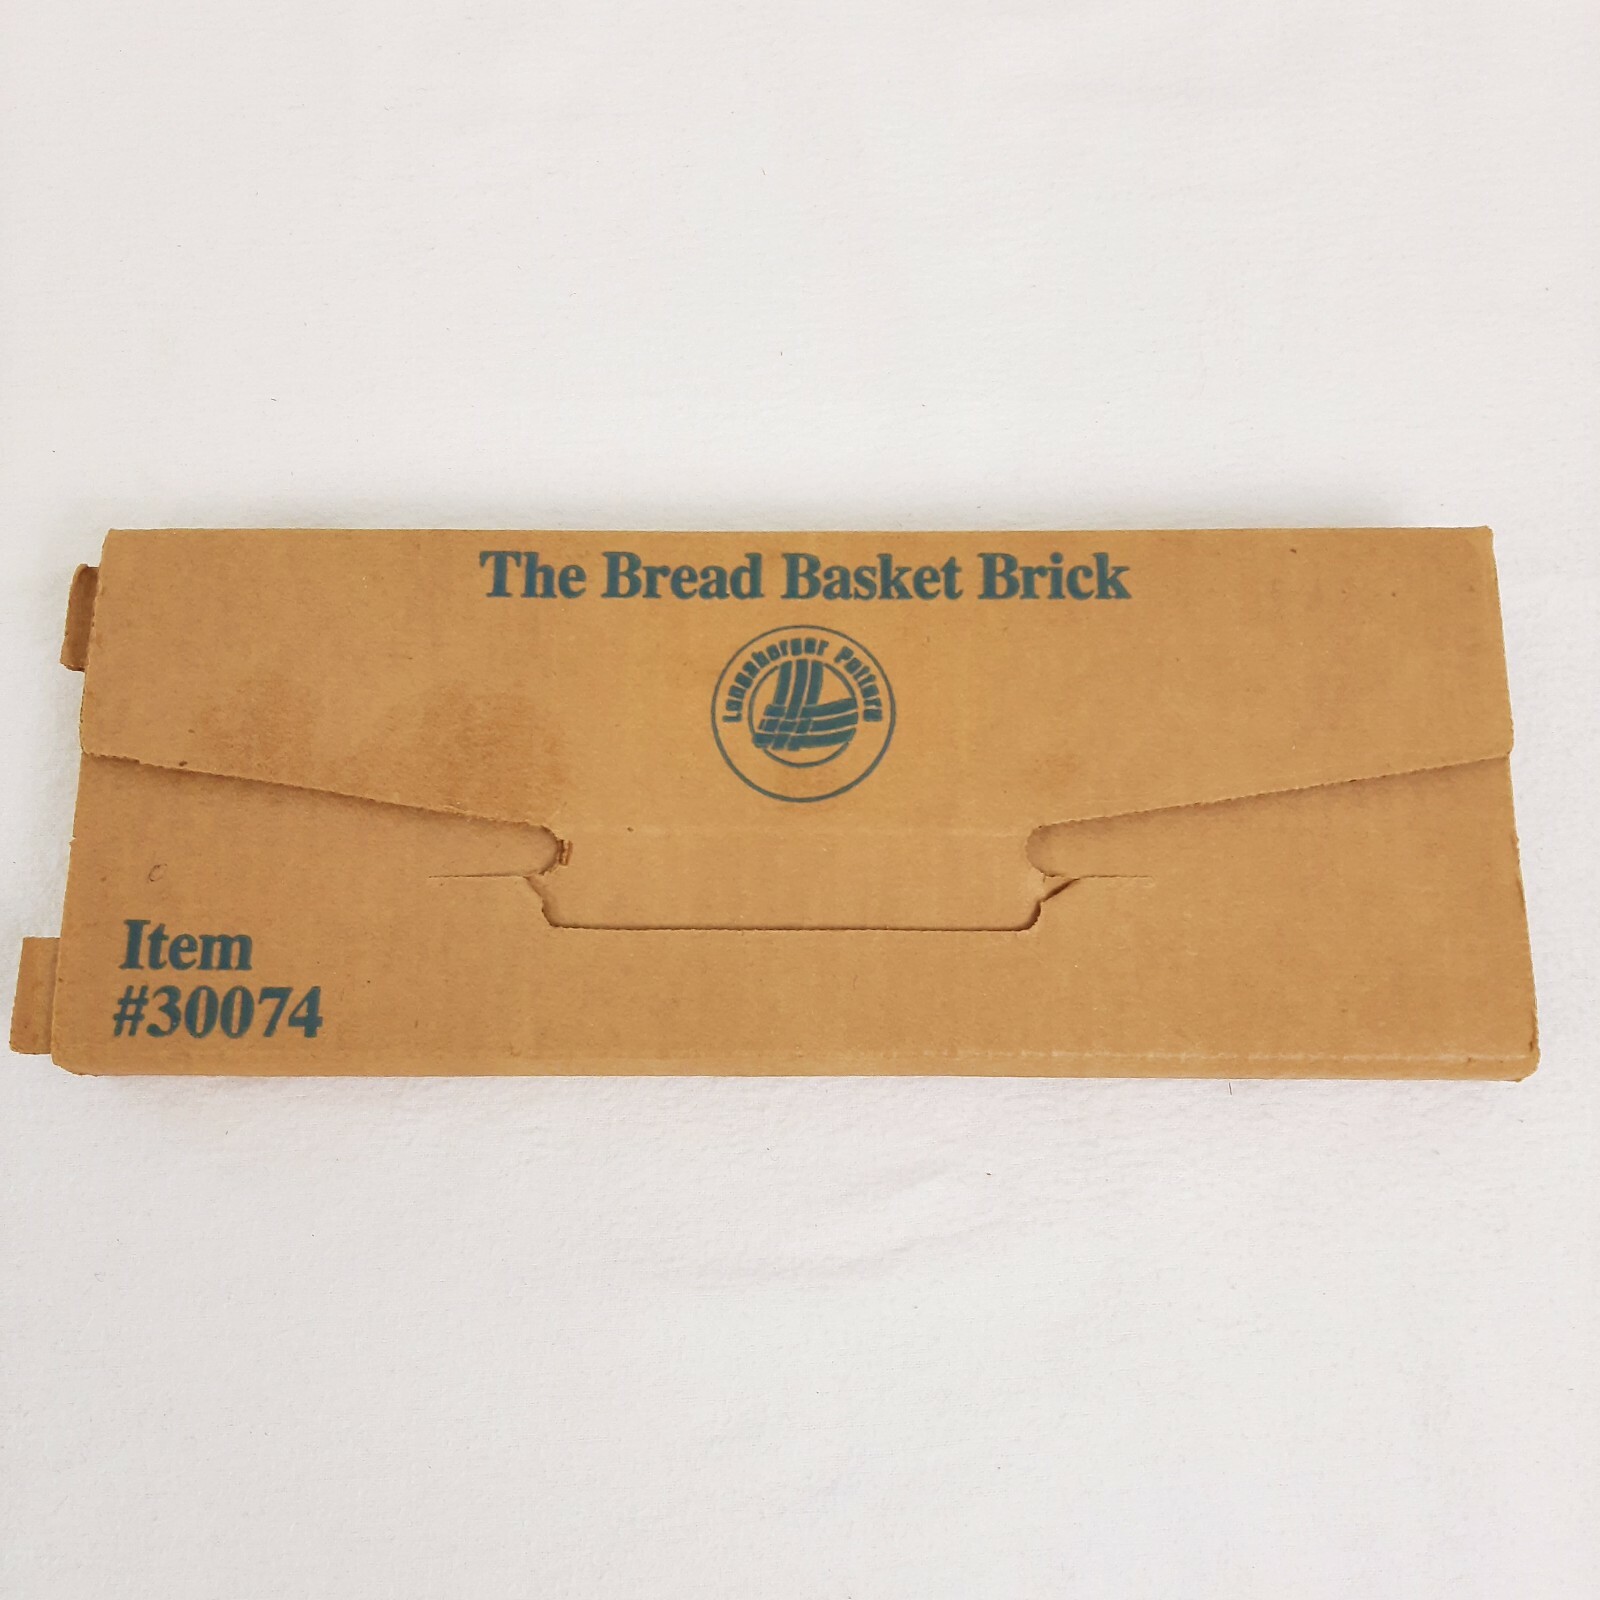 The Bread Basket Brick
Longaberger Pottery
Item
#30074